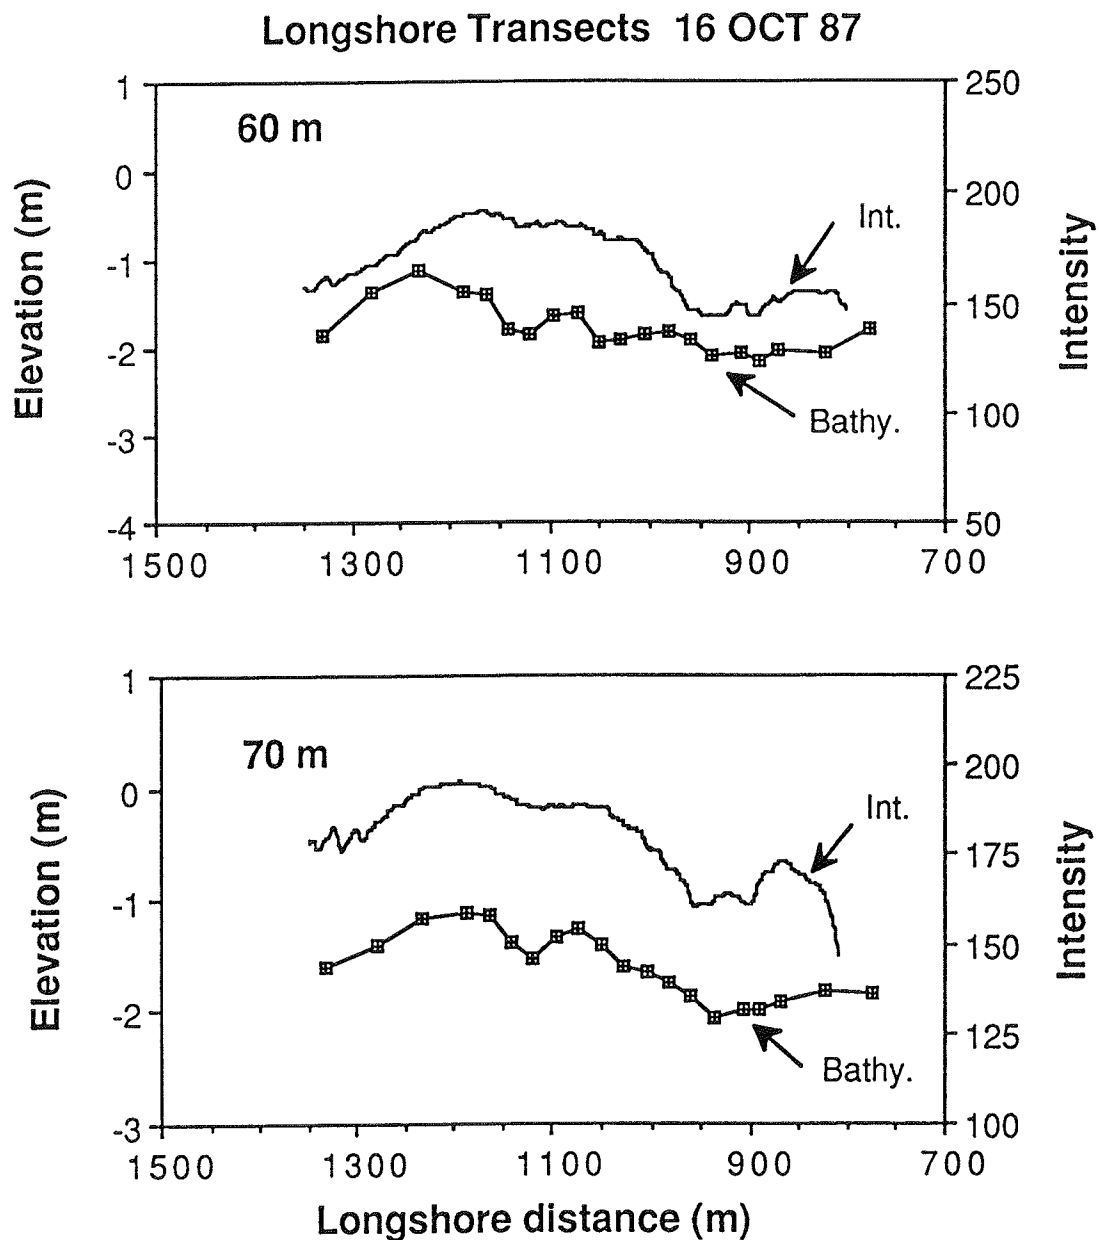 Longshore Transects 16 OCT 87
60 m
Elevation (m)
1
0
-1
-2
-3
-4
Int.
Bathy.
250
200
150
100
50
Intensity
1500 1300 1100 900 700
70 m
Elevation (m)
1
0
-1
-2
-3
Int.
Bathy.
225
200
175
150
125
100
Intensity
1500 1300 1100 900 700
Longshore distance (m)